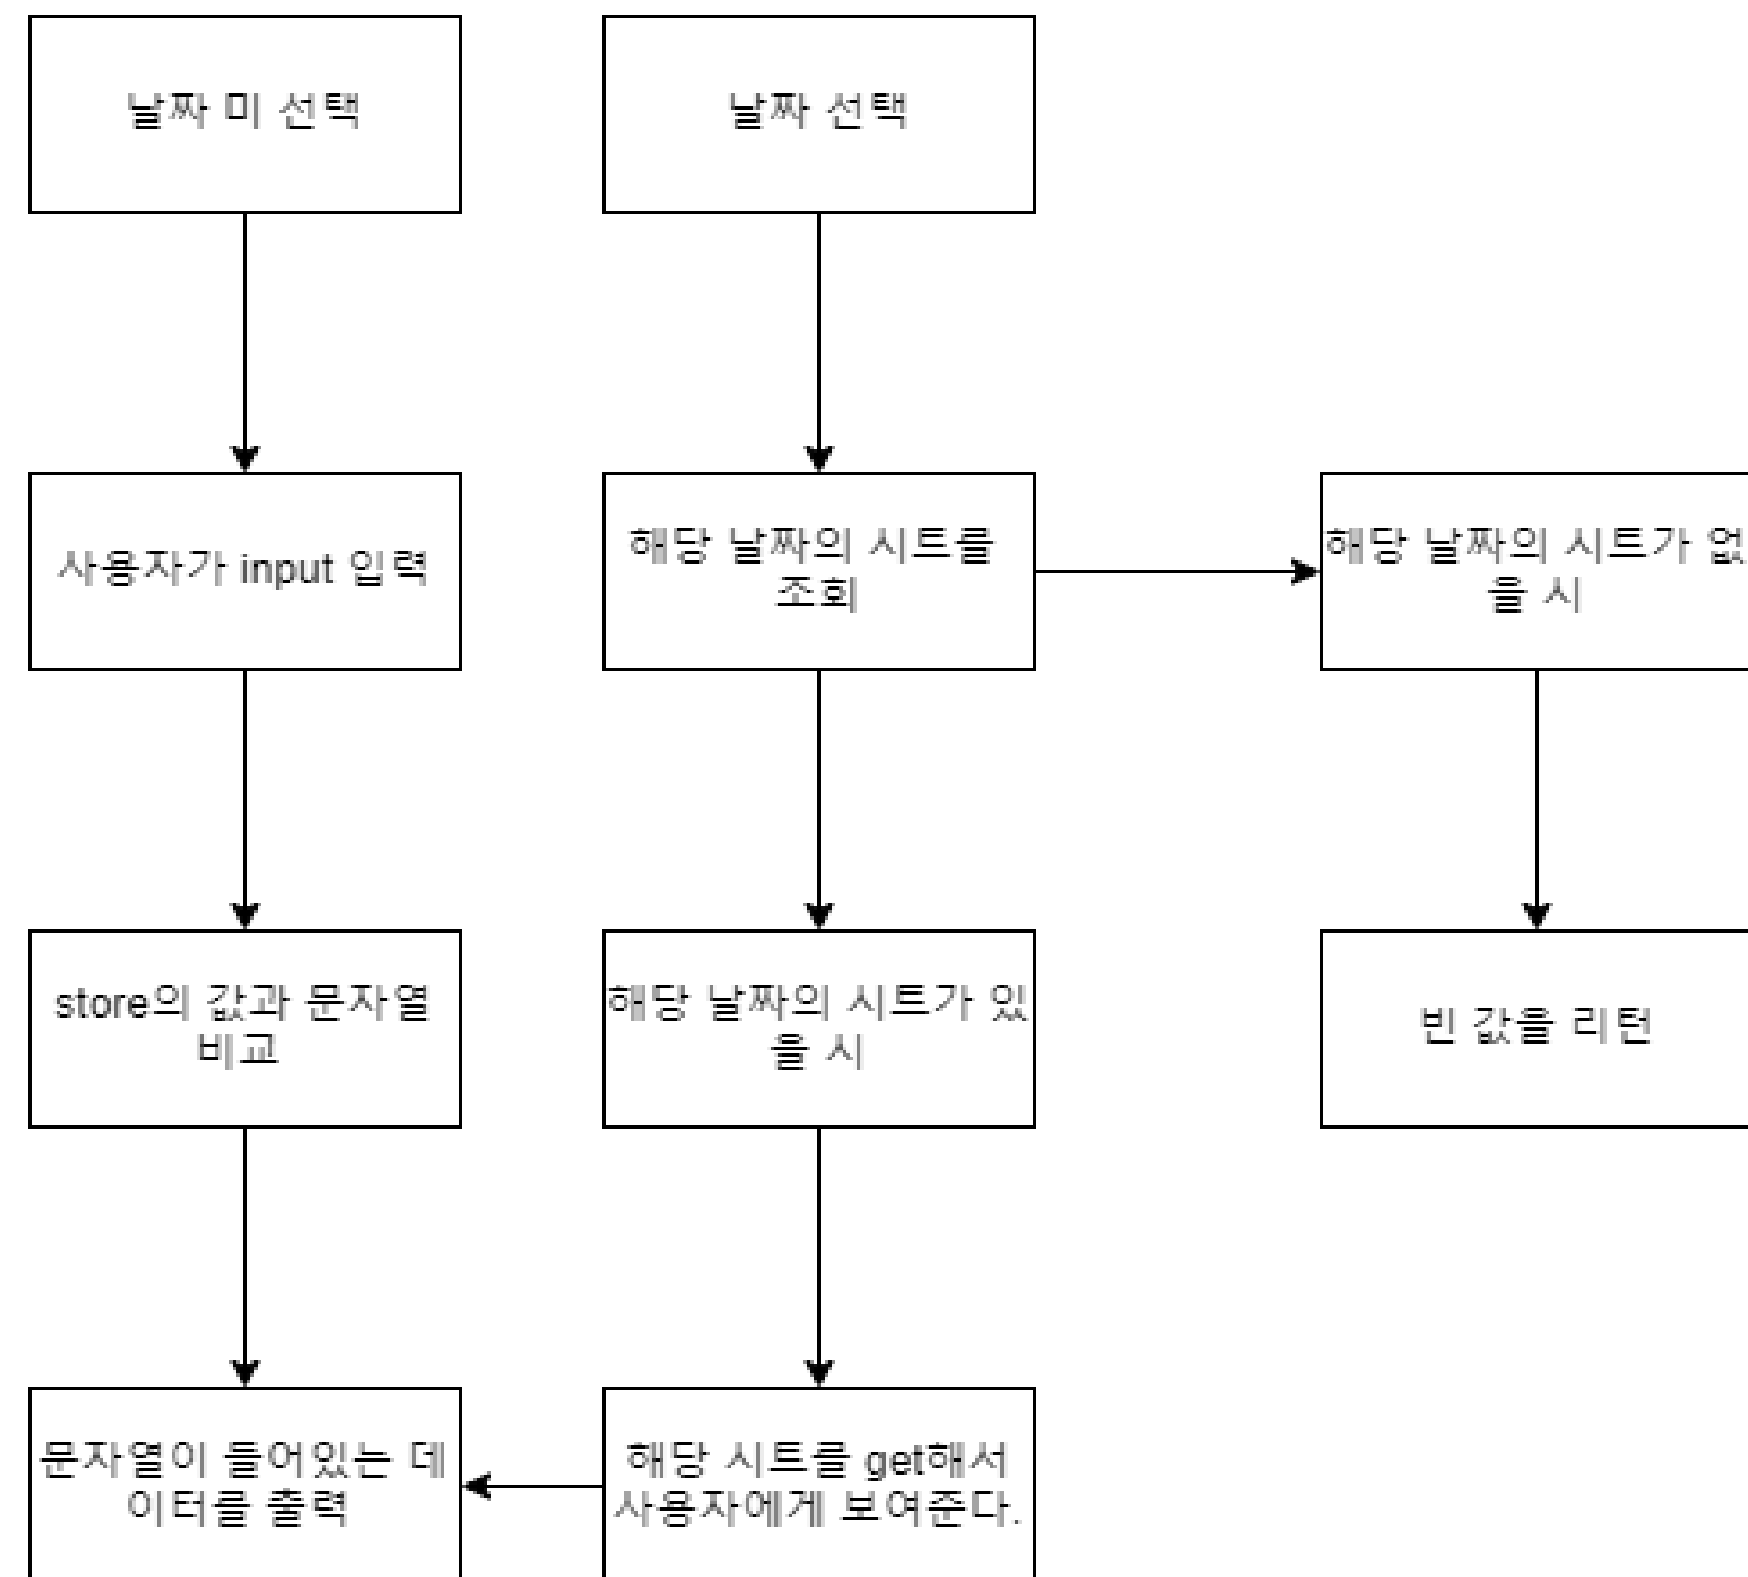 날짜 미 선택
날짜 선택
사용자가 input 입력
해당 날짜의 시트를
조회
해당 날짜의 시트가 없
을 시
store의 값과 문자열
비교
해당 날짜의 시트가 있
을 시
빈 값을 리턴
문자열이 들어있는 데
이터를 출력
해당 시트를 get해서
사용자에게 보여준다.